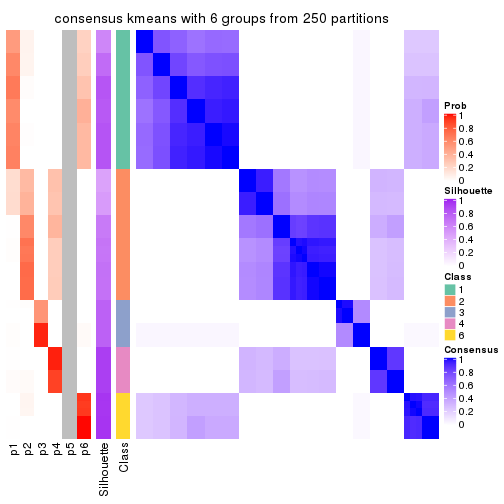 consensus kmeans with 6 groups from 250 partitions
Prob
1
0.8
0.6
0.4
0.2
0
Silhouette
1
0.8
0.6
0.4
0.2
0
Class
1
2
3
4
6
Consensus
1
0.8
0.6
0.4
0.2
0
p1
p2
p3
p4
p5
p6
Silhouette
Class